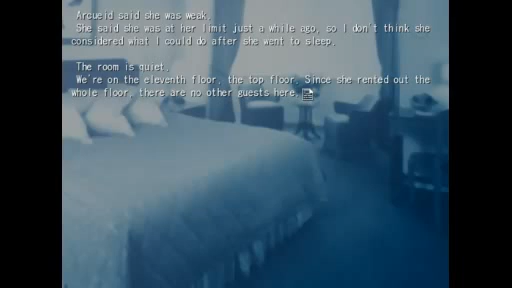 Arcueid said she was weak.
She said she was at her limit just a while ago, so I don't think she
considered what I could do after she went to sleep.
The room is quiet.
We're on the eleventh floor, the top floor. Since she rented out the
whole floor, there are no other guests here.